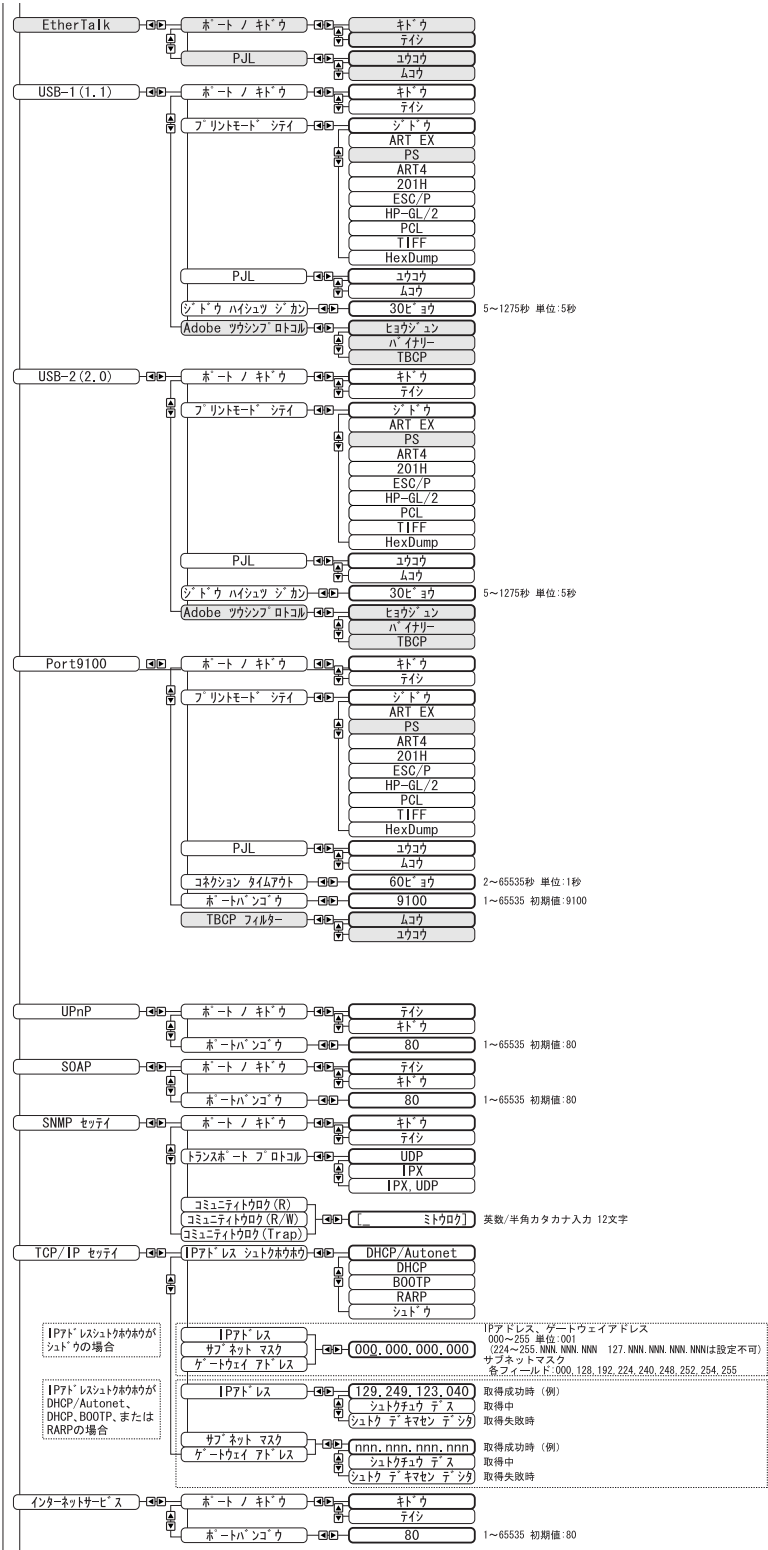 EtherTalk ﾎﾟｰﾄ ﾉ ｷﾄﾞｳ ｷﾄﾞｳ
ﾃｲｼ
PJL ﾕｳｺｳ
ﾑｺｳ
USB-1(1.1) ﾎﾟｰﾄ ﾉ ｷﾄﾞｳ ｷﾄﾞｳ
ﾃｲｼ
ﾌﾟﾘﾝﾄﾓｰﾄﾞ ｼﾃｲ ｼﾞﾄﾞｳ
ART EX
PS
ART4
201H
ESC/P
HP-GL/2
PCL
TIFF
HexDump
PJL ﾕｳｺｳ
ﾑｺｳ
ｼﾞﾄﾞｳ ﾊｲｼｭﾂ ｼﾞｶﾝ 30ﾋﾞｮｳ 5～1275秒 単位:5秒
Adobe ﾂｳｼﾝﾌﾟﾛﾄｺﾙ ﾋｮｳｼﾞｭﾝ
ﾊﾞｲﾅﾘｰ
TBCP
USB-2(2.0) ﾎﾟｰﾄ ﾉ ｷﾄﾞｳ ｷﾄﾞｳ
ﾃｲｼ
ﾌﾟﾘﾝﾄﾓｰﾄﾞ ｼﾃｲ ｼﾞﾄﾞｳ
ART EX
PS
ART4
201H
ESC/P
HP-GL/2
PCL
TIFF
HexDump
PJL ﾕｳｺｳ
ﾑｺｳ
ｼﾞﾄﾞｳ ﾊｲｼｭﾂ ｼﾞｶﾝ 30ﾋﾞｮｳ 5～1275秒 単位:5秒
Adobe ﾂｳｼﾝﾌﾟﾛﾄｺﾙ ﾋｮｳｼﾞｭﾝ
ﾊﾞｲﾅﾘｰ
TBCP
Port9100 ﾎﾟｰﾄ ﾉ ｷﾄﾞｳ ｷﾄﾞｳ
ﾃｲｼ
ﾌﾟﾘﾝﾄﾓｰﾄﾞ ｼﾃｲ ｼﾞﾄﾞｳ
ART EX
PS
ART4
201H
ESC/P
HP-GL/2
PCL
TIFF
HexDump
PJL ﾕｳｺｳ
ﾑｺｳ
ｺﾈｸｼｮﾝ ﾀｲﾑｱｳﾄ 60ﾋﾞｮｳ 2～65535秒 単位:1秒
ﾎﾟｰﾄﾊﾞﾝｺﾞｳ 9100 1～65535 初期値:9100
TBCP ﾌｨﾙﾀｰ ﾑｺｳ
ﾕｳｺｳ
UPnP ﾎﾟｰﾄ ﾉ ｷﾄﾞｳ ﾃｲｼ
ｷﾄﾞｳ
ﾎﾟｰﾄﾊﾞﾝｺﾞｳ 80 1～65535 初期値:80
SOAP ﾎﾟｰﾄ ﾉ ｷﾄﾞｳ ﾃｲｼ
ｷﾄﾞｳ
ﾎﾟｰﾄﾊﾞﾝｺﾞｳ 80 1～65535 初期値:80
SNMP ｾｯﾃｲ ﾎﾟｰﾄ ﾉ ｷﾄﾞｳ ｷﾄﾞｳ
ﾃｲｼ
ﾄﾗﾝｽﾎﾟｰﾄ ﾌﾟﾛﾄｺﾙ UDP
IPX
IPX,UDP
ｺﾐｭﾆﾃｨﾄｳﾛｸ(R)
ｺﾐｭﾆﾃｨﾄｳﾛｸ(R/W) [_ ﾐﾄｳﾛｸ] 英数/半角カタカナ入力 12文字
ｺﾐｭﾆﾃｨﾄｳﾛｸ(Trap)
TCP/IP ｾｯﾃｲ IPｱﾄﾞﾚｽ ｼｭﾄｸﾎｳﾎｳ DHCP/Autonet
DHCP
BOOTP
RARP
ｼｭﾄﾞｳ
IPｱﾄﾞﾚｽｼｭﾄｸﾎｳﾎｳが
ｼｭﾄﾞｳの場合
IPｱﾄﾞﾚｽ
ｻﾌﾞﾈｯﾄ ﾏｽｸ 000.000.000.000
ｹﾞｰﾄｳｪｲ ｱﾄﾞﾚｽ
IPアドレス、ゲートウェイアドレス
000～255 単位:001
(224～255.NNN.NNN.NNN 127.NNN.NNN.NNNは設定不可)
サブネットマスク
各フィールド:000,128,192,224,240,248,252,254,255
IPｱﾄﾞﾚｽｼｭﾄｸﾎｳﾎｳが
DHCP/Autonet、
DHCP、BOOTP、または
RARPの場合
IPｱﾄﾞﾚｽ 129.249.123.040 取得成功時（例）
ｼｭﾄｸﾁｭｳ ﾃﾞｽ 取得中
ｼｭﾄｸ ﾃﾞｷﾏｾﾝ ﾃﾞｼﾀ 取得失敗時
ｻﾌﾞﾈｯﾄ ﾏｽｸ nnn.nnn.nnn.nnn 取得成功時（例）
ｹﾞｰﾄｳｪｲ ｱﾄﾞﾚｽ ｼｭﾄｸﾁｭｳ ﾃﾞｽ 取得中
ｼｭﾄｸ ﾃﾞｷﾏｾﾝ ﾃﾞｼﾀ 取得失敗時
ｲﾝﾀｰﾈｯﾄｻｰﾋﾞｽ ﾎﾟｰﾄ ﾉ ｷﾄﾞｳ ｷﾄﾞｳ
ﾃｲｼ
ﾎﾟｰﾄﾊﾞﾝｺﾞｳ 80 1～65535 初期値:80